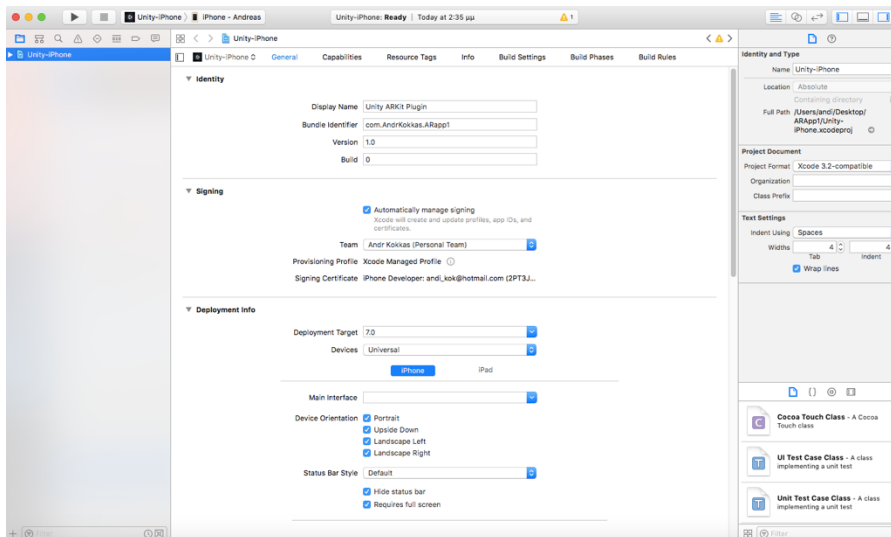 Unity-iPhone
iPhone - Andreas
Unity-iPhone: Ready | Today at 2:35 μμ
1
Unity-iPhone
Unity-iPhone
Unity-iPhone
General
Capabilities
Resource Tags
Info
Build Settings
Build Phases
Build Rules
Identity
Display Name Unity ARKit Plugin
Bundle Identifier com.AndrKokkas.ARapp1
Version 1.0
Build 0
Signing
Automatically manage signing
Xcode will create and update profiles, app IDs, and
certificates.
Team Andr Kokkas (Personal Team)
Provisioning Profile Xcode Managed Profile
Signing Certificate iPhone Developer: andi_kok@hotmail.com (2PT3J...
Deployment Info
Deployment Target 7.0
Devices Universal
iPhone
iPad
Main Interface
Device Orientation Portrait
Upside Down
Landscape Left
Landscape Right
Status Bar Style Default
Hide status bar
Requires full screen
Filter
Identity and Type
Name Unity-iPhone
Location Absolute
Containing directory
Full Path /Users/andi/Desktop/
ARApp1/Unity-
iPhone.xcodeproj
Project Document
Project Format Xcode 3.2-compatible
Organization
Class Prefix
Text Settings
Indent Using Spaces
Widths 4 4
Tab Indent
Wrap lines
Cocoa Touch Class - A Cocoa
Touch class
UI Test Case Class - A class
implementing a unit test
Unit Test Case Class - A class
implementing a unit test
Filter